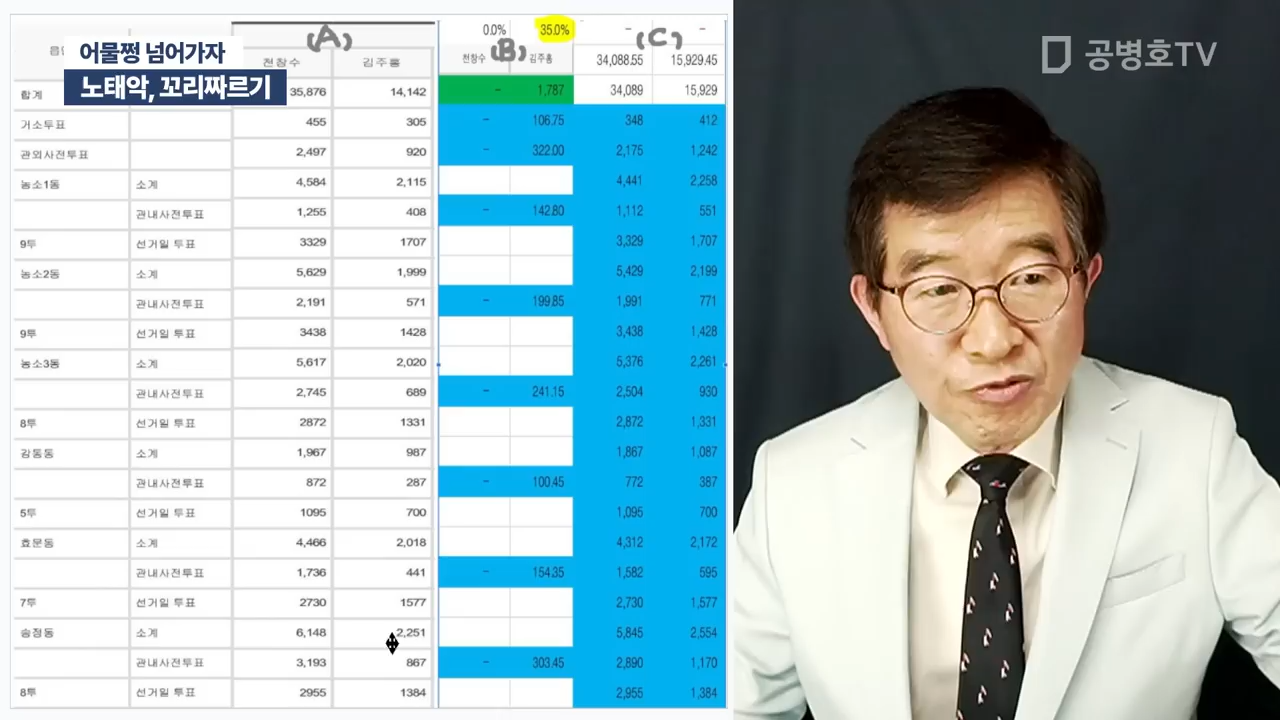 어물쩡 넘어가자
노태악, 꼬리짜르기
공병호TV
(A) (B) (C)
0.0% 35.0% - -
전창수 김주홍 전창수 김주홍 34,088.55 15,929.45
합계 35,876 14,142 - 1,787 34,089 15,929
거소투표 455 305 - 106.75 348 412
관외사전투표 2,497 920 - 322.00 2,175 1,242
농소1동 소계 4,584 2,115 4,441 2,258
관내사전투표 1,255 408 - 142.80 1,112 551
9투 선거일 투표 3329 1707 3,329 1,707
농소2동 소계 5,629 1,999 5,429 2,199
관내사전투표 2,191 571 - 199.85 1,991 771
9투 선거일 투표 3438 1428 3,438 1,428
농소3동 소계 5,617 2,020 5,376 2,261
관내사전투표 2,745 689 - 241.15 2,504 930
8투 선거일 투표 2872 1331 2,872 1,331
강동동 소계 1,967 987 1,867 1,087
관내사전투표 872 287 - 100.45 772 387
5투 선거일 투표 1095 700 1,095 700
효문동 소계 4,466 2,018 4,312 2,172
관내사전투표 1,736 441 - 154.35 1,582 595
7투 선거일 투표 2730 1577 2,730 1,577
송정동 소계 6,148 2,251 5,845 2,554
관내사전투표 3,193 867 - 303.45 2,890 1,170
8투 선거일 투표 2955 1384 2,955 1,384